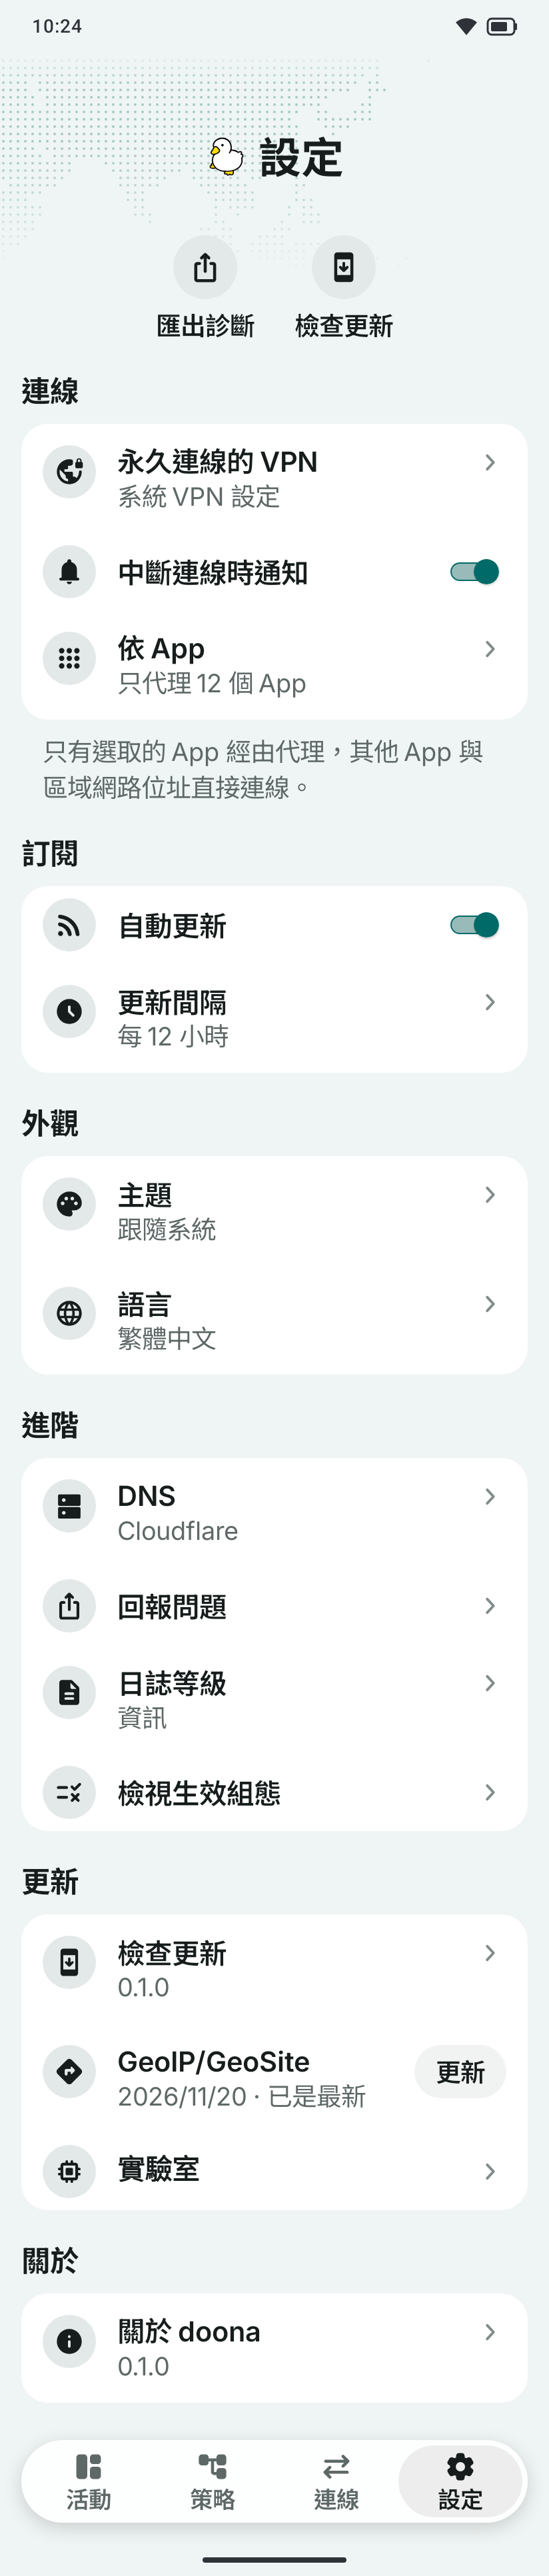 10:24
設定
匯出診斷
檢查更新
連線
永久連線的 VPN
系統 VPN 設定
中斷連線時通知
依 App
只代理 12 個 App
只有選取的 App 經由代理，其他 App 與
區域網路位址直接連線。
訂閱
自動更新
更新間隔
每 12 小時
外觀
主題
跟隨系統
語言
繁體中文
進階
DNS
Cloudflare
回報問題
日誌等級
資訊
檢視生效組態
更新
檢查更新
0.1.0
GeoIP/GeoSite
更新
2026/11/20 · 已是最新
實驗室
關於
關於 doona
0.1.0
活動
策略
連線
設定